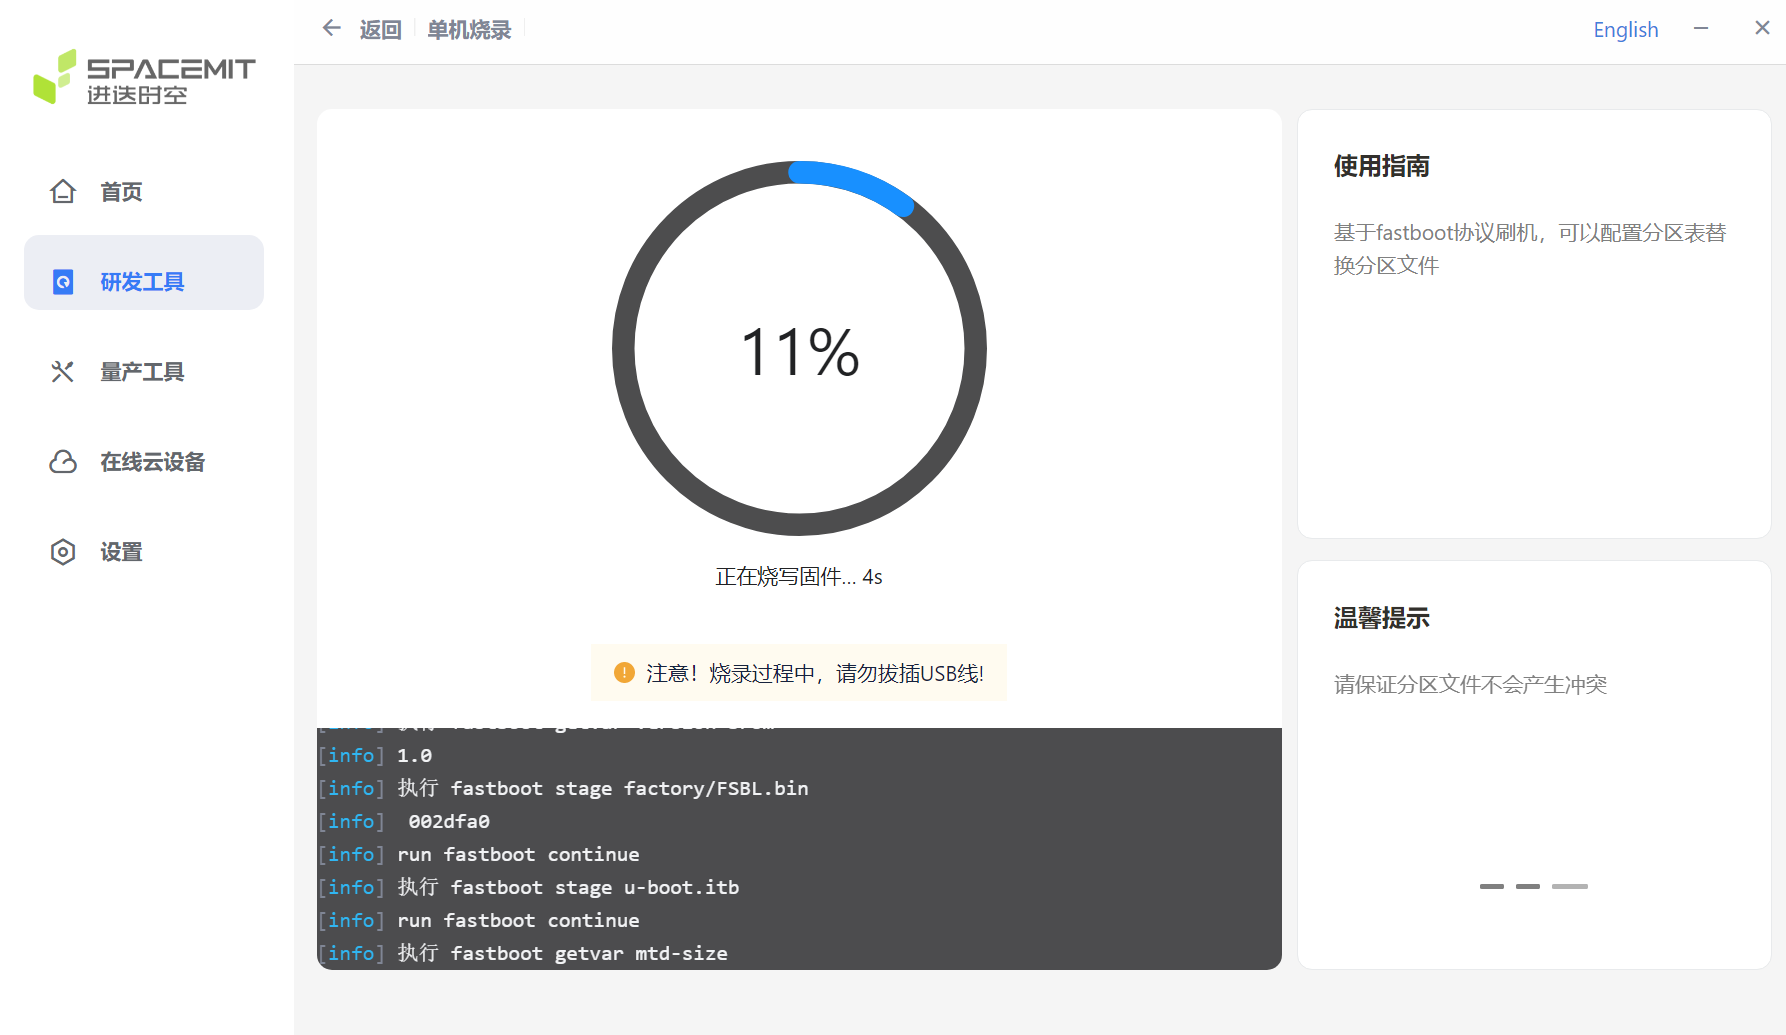 返回
单机烧录
English
SPACEMIT
进迭时空
首页
研发工具
量产工具
在线云设备
设置
11%
正在烧写固件... 4s
注意！烧录过程中，请勿拔插USB线!
[info] 1.0
[info] 执行 fastboot stage factory/FSBL.bin
[info] 002dfa0
[info] run fastboot continue
[info] 执行 fastboot stage u-boot.itb
[info] run fastboot continue
[info] 执行 fastboot getvar mtd-size
使用指南
基于fastboot协议刷机，可以配置分区表替
换分区文件
温馨提示
请保证分区文件不会产生冲突